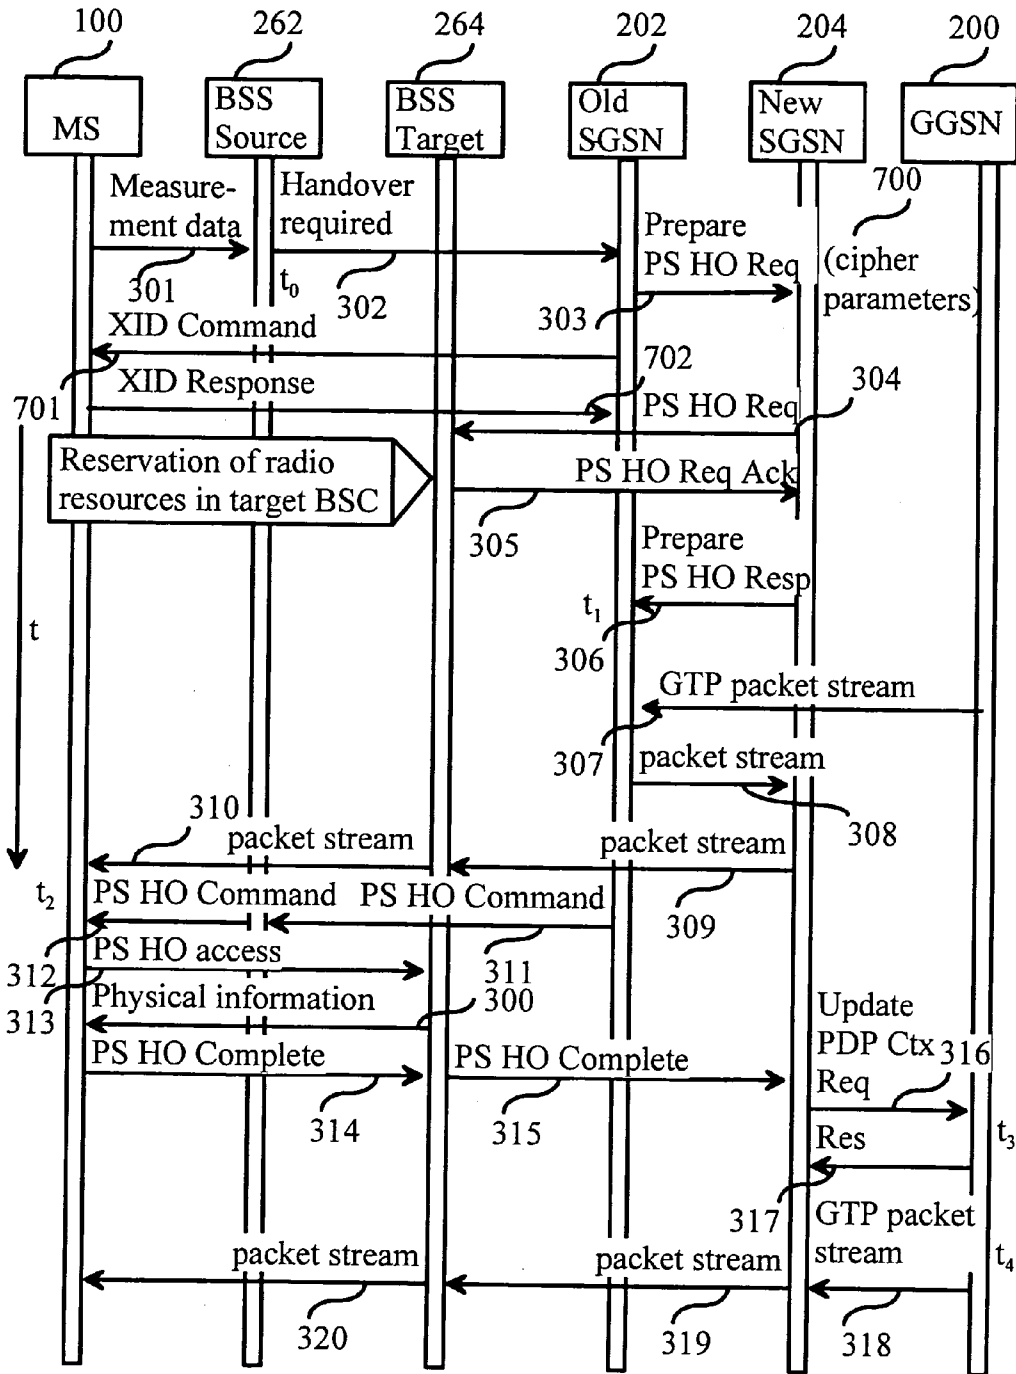 100
262
264
202
204
200
MS
BSS
Source
BSS
Target
Old
SGSN
New
SGSN
GGSN
700
Measure-
ment data
Handover
required
Prepare
PS HO Req
(cipher
parameters)
301
t0
302
303
XID Command
701
XID Response
702
304
PS HO Req
Reservation of radio
resources in target BSC
PS HO Req Ack
305
Prepare
PS HO Resp
t1
306
t
GTP packet stream
307
packet stream
308
310
packet stream
packet stream
t2
PS HO Command
PS HO Command
309
312
PS HO access
311
313
Physical information
300
Update
PDP Ctx
Req
316
PS HO Complete
PS HO Complete
314
315
t3
Res
317
GTP packet
stream
t4
packet stream
packet stream
320
319
318